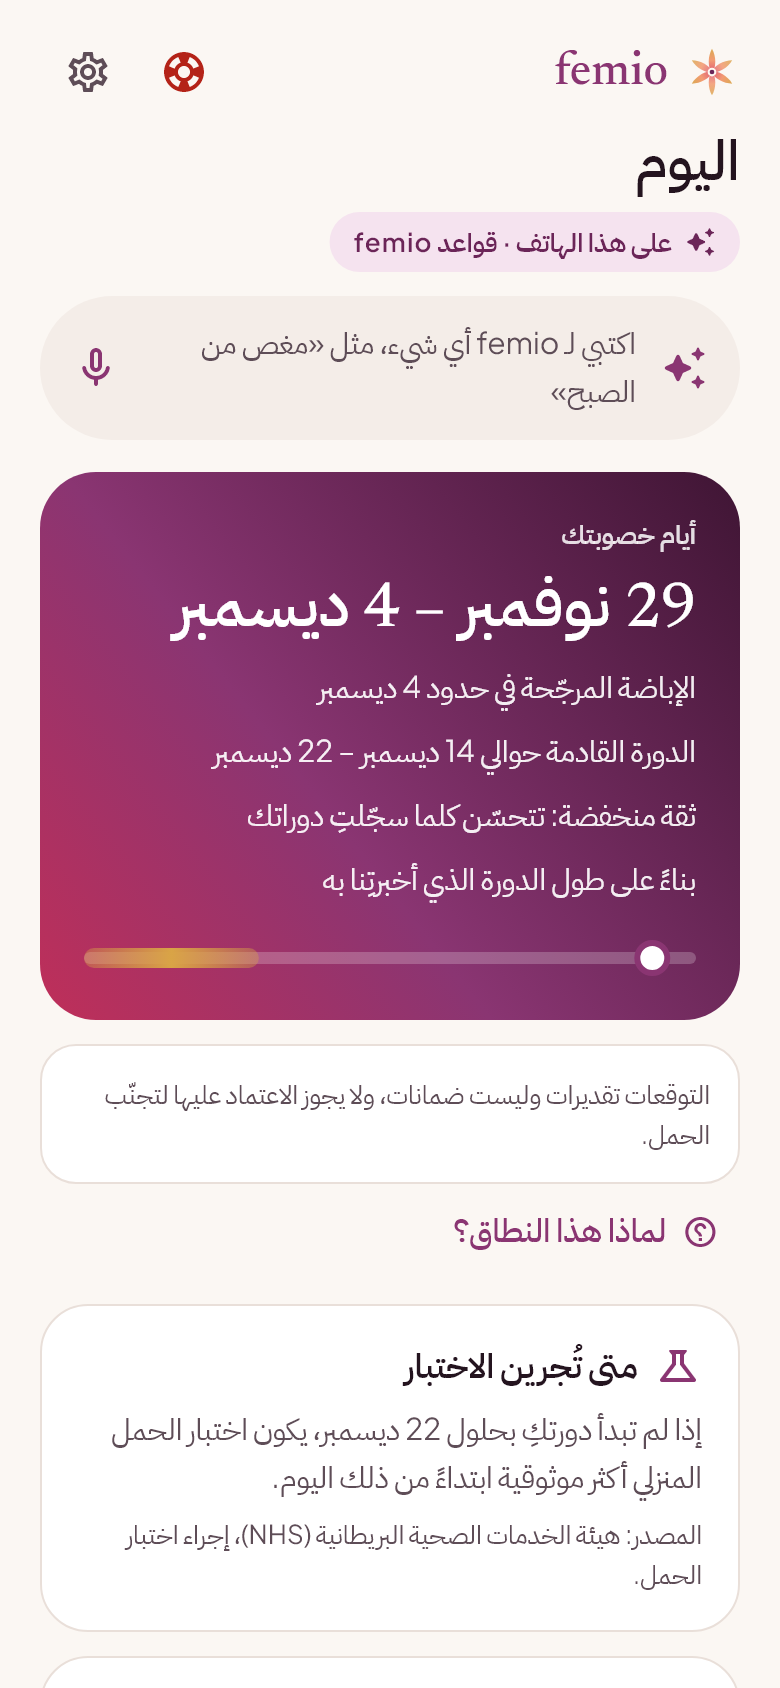 femio
اليوم
على هذا الهاتف · قواعد femio
اكتبي لـ femio أي شيء، مثل «مغص من
الصبح»
أيام خصوبتك
29 نوفمبر – 4 ديسمبر
الإباضة المرجّحة في حدود 4 ديسمبر
الدورة القادمة حوالي 14 ديسمبر – 22 ديسمبر
ثقة منخفضة: تتحسّن كلما سجّلتِ دوراتك
بناءً على طول الدورة الذي أخبرتِنا به
التوقعات تقديرات وليست ضمانات، ولا يجوز الاعتماد عليها لتجنّب
الحمل.
لماذا هذا النطاق؟
متى تُجرين الاختبار
إذا لم تبدأ دورتكِ بحلول 22 ديسمبر، يكون اختبار الحمل
المنزلي أكثر موثوقية ابتداءً من ذلك اليوم.
المصدر: هيئة الخدمات الصحية البريطانية (NHS)، إجراء اختبار
الحمل.